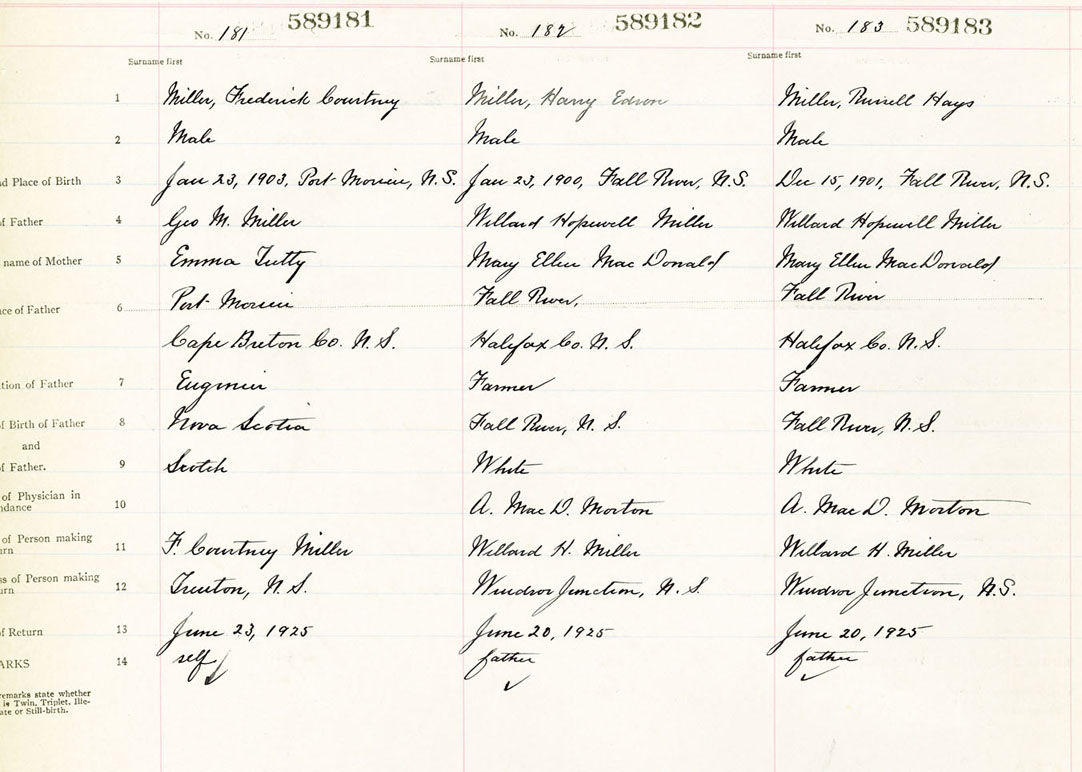 No. 181 589181 No. 182 589182 No. 183 589183
Surname first Surname first Surname first
1 Miller, Frederick Courtney Miller, Harry Edson Miller, Russell Hays
2 Male Male Male
nd Place of Birth 3 Jan 23, 1903, Port Morien, N.S. Jan 23, 1900, Fall River, N.S. Dec 15, 1901, Fall River, N.S.
of Father 4 Geo M. Miller Willard Hopewell Miller Willard Hopewell Miller
name of Mother 5 Emma Tutty Mary Ellen MacDonald Mary Ellen MacDonald
ce of Father 6 Port Morien Fall River, Fall River
Cape Breton Co. N.S. Halifax Co. N.S. Halifax Co. N.S.
tion of Father 7 Engineer Farmer Farmer
f Birth of Father 8 Nova Scotia Fall River, N.S. Fall River, N.S.
and
f Father. 9 Scotch White White
of Physician in
ndance 10 A. MacD. Morton A. MacD. Morton
of Person making
urn 11 F. Courtney Miller Willard H. Miller Willard H. Miller
ss of Person making
urn 12 Trenton, N.S. Windsor Junction, N.S. Windsor Junction, N.S.
of Return 13 June 23, 1925 June 20, 1925 June 20, 1925
ARKS 14 self father father
remarks state whether
is Twin, Triplet, Ille-
ate or Still-birth.